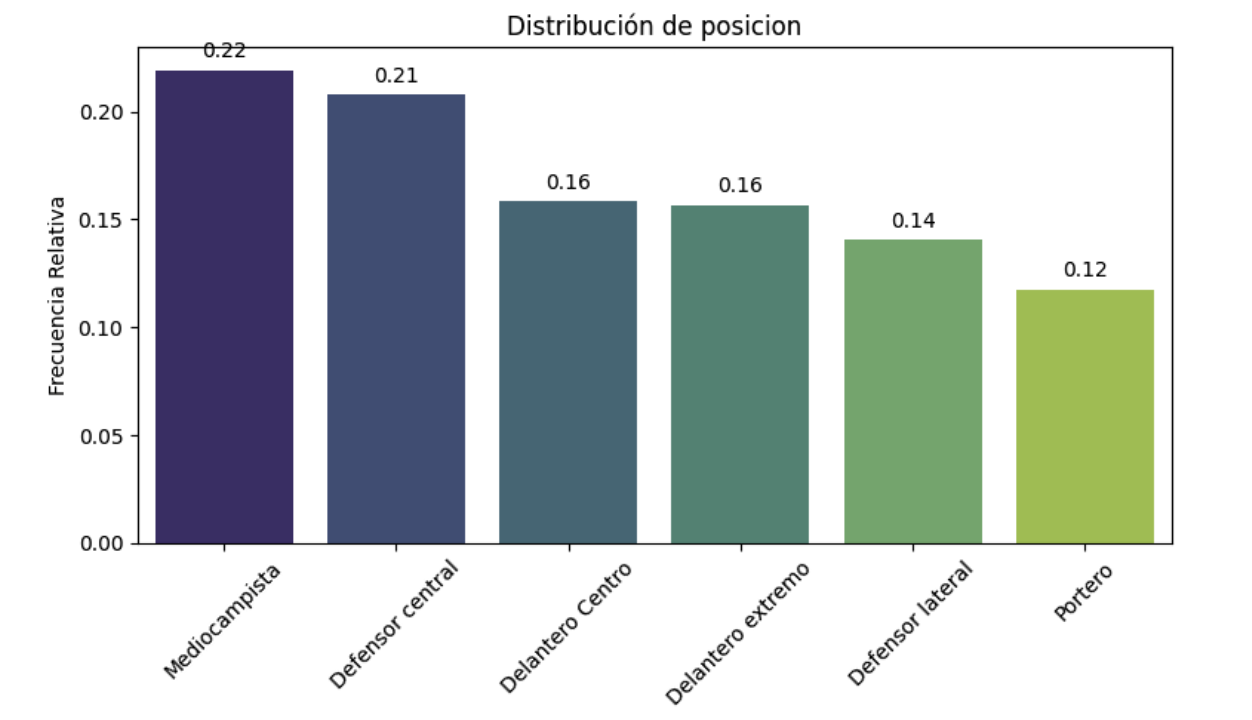 Distribución de posicion
0.22
0.21
0.16
0.16
0.14
0.12
Frecuencia Relativa
0.20
0.15
0.10
0.05
0.00
Mediocampista
Defensor central
Delantero Centro
Delantero extremo
Defensor lateral
Portero